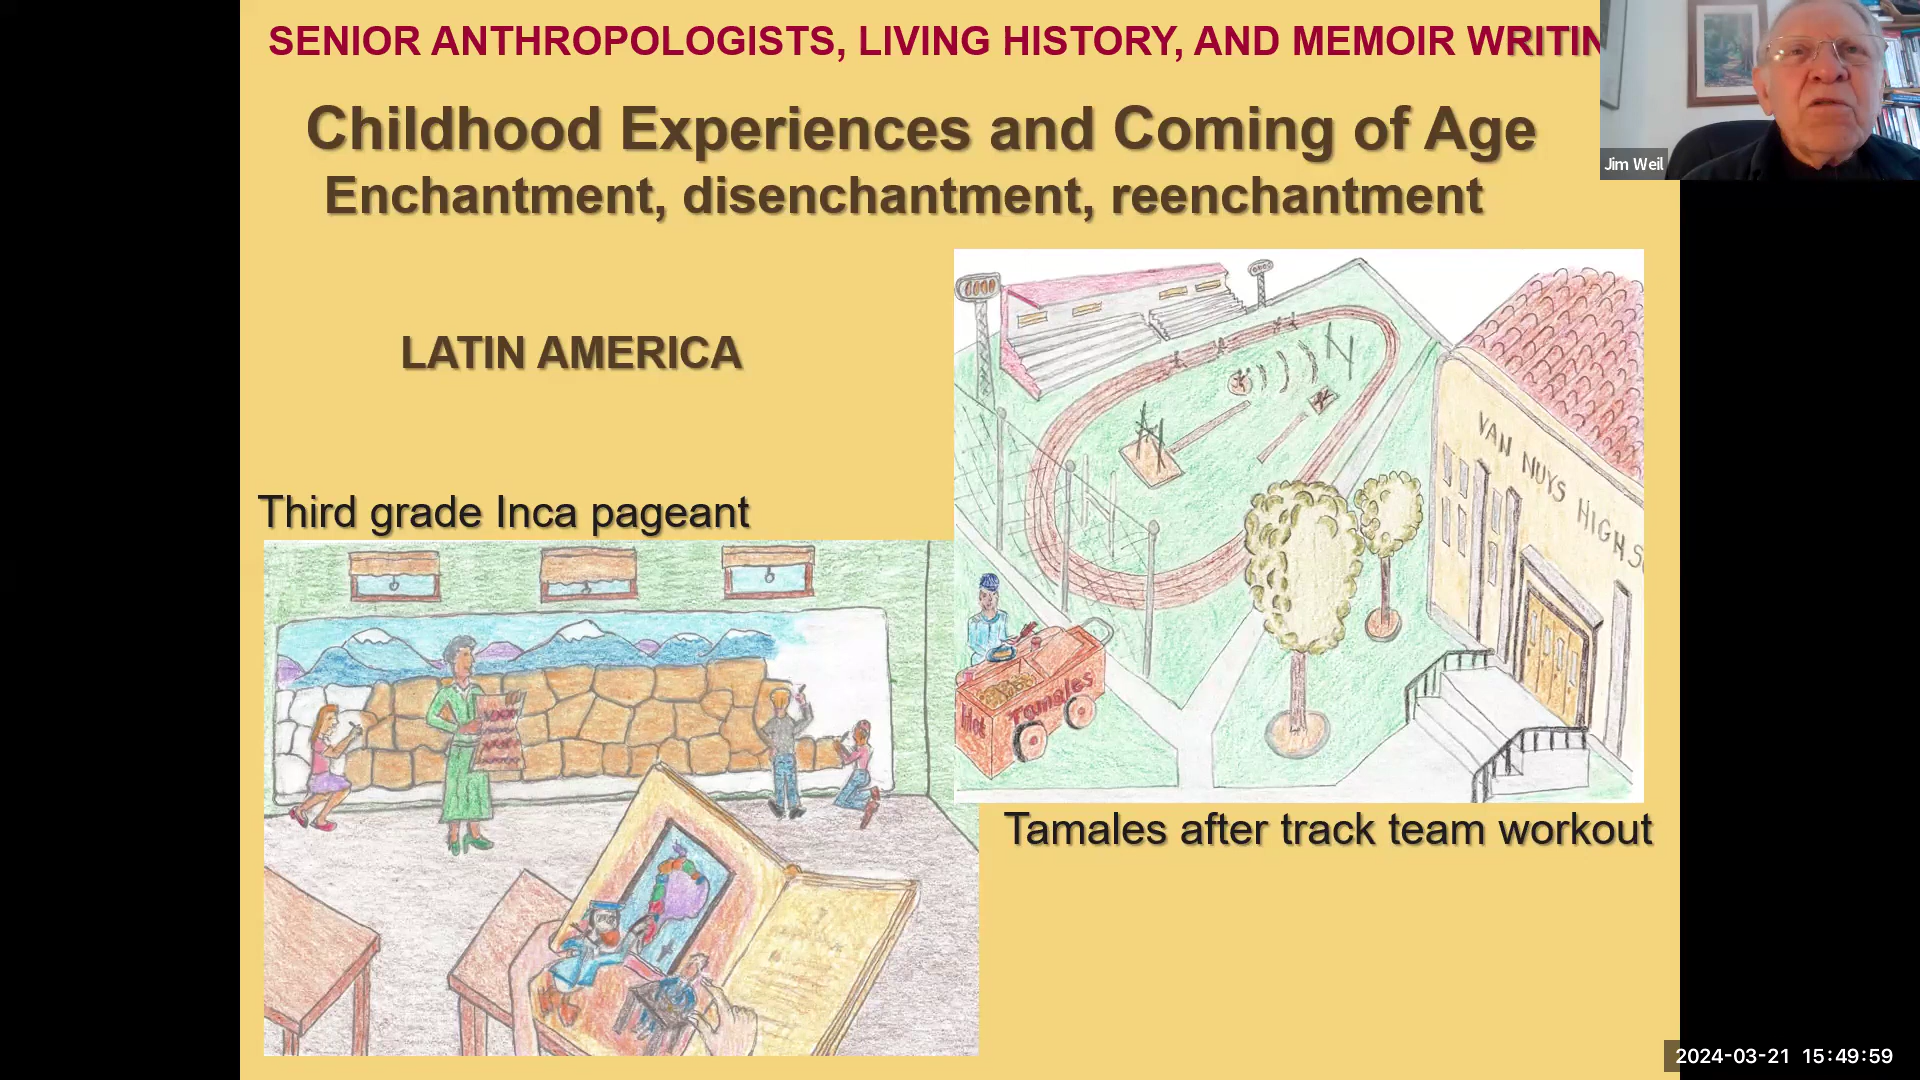 SENIOR ANTHROPOLOGISTS, LIVING HISTORY, AND MEMOIR WRITIN
Childhood Experiences and Coming of Age
Enchantment, disenchantment, reenchantment
Jim Weil
LATIN AMERICA
VAN NUYS HIGH S
Third grade Inca pageant
Hot Tamales
Tamales after track team workout
2024-03-21 15:49:59